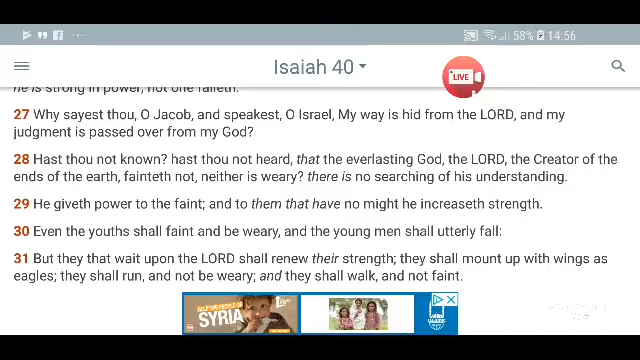 58% 14:56
Isaiah 40
LIVE
he is strong in power; not one faileth.
27 Why sayest thou, O Jacob, and speakest, O Israel, My way is hid from the LORD, and my
judgment is passed over from my God?
28 Hast thou not known? hast thou not heard, that the everlasting God, the LORD, the Creator of the
ends of the earth, fainteth not, neither is weary? there is no searching of his understanding.
29 He giveth power to the faint; and to them that have no might he increaseth strength.
30 Even the youths shall faint and be weary, and the young men shall utterly fall:
31 But they that wait upon the LORD shall renew their strength; they shall mount up with wings as
eagles; they shall run, and not be weary; and they shall walk, and not faint.
HELP THE PEOPLE OF
SYRIA